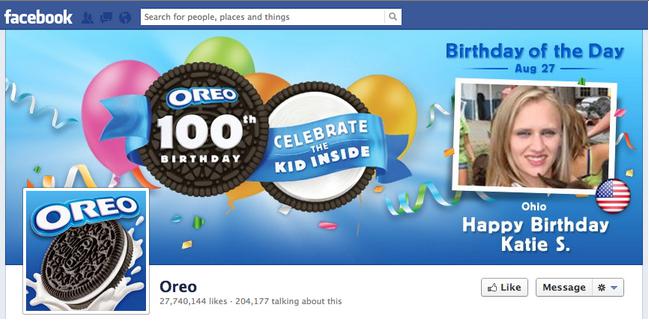 facebook
Search for people, places and things
Birthday of the Day
Aug 27
OREO
100th
BIRTHDAY
CELEBRATE
THE
KID INSIDE
Ohio
Happy Birthday
Katie S.
OREO
OREO
Oreo
27,740,144 likes · 204,177 talking about this
Like
Message